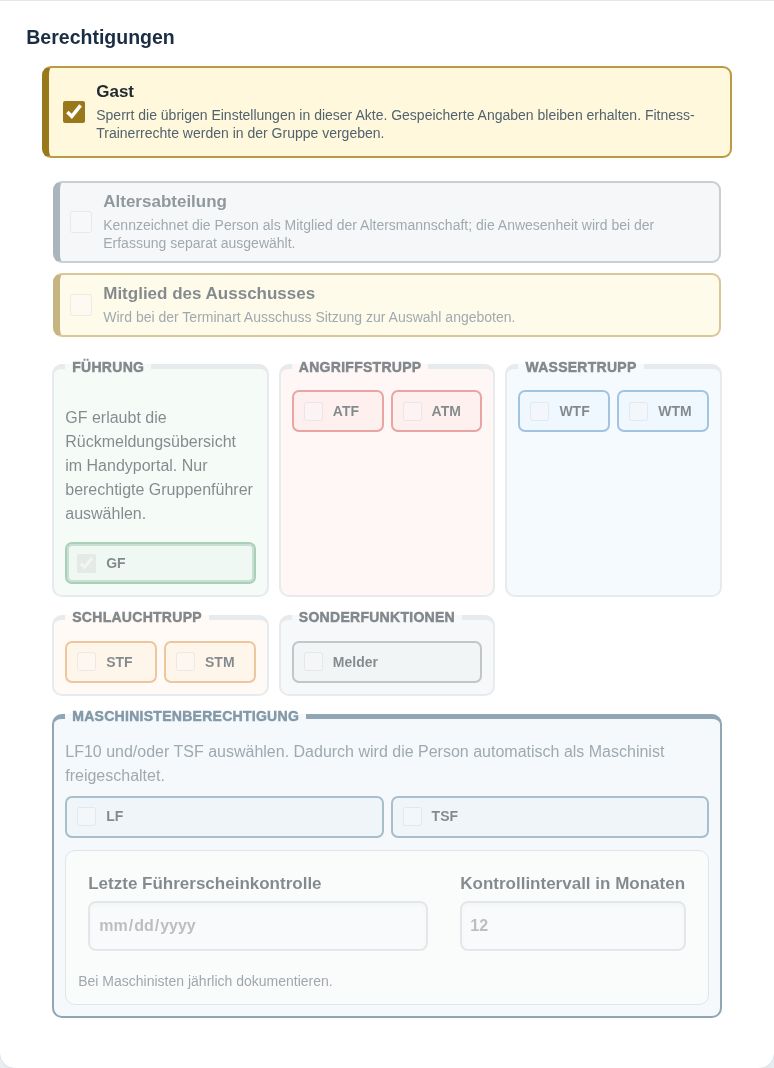 Berechtigungen
Gast
Sperrt die übrigen Einstellungen in dieser Akte. Gespeicherte Angaben bleiben erhalten. Fitness-
Trainerrechte werden in der Gruppe vergeben.
Altersabteilung
Kennzeichnet die Person als Mitglied der Altersmannschaft; die Anwesenheit wird bei der
Erfassung separat ausgewählt.
Mitglied des Ausschusses
Wird bei der Terminart Ausschuss Sitzung zur Auswahl angeboten.
FÜHRUNG
GF erlaubt die
Rückmeldungsübersicht
im Handyportal. Nur
berechtigte Gruppenführer
auswählen.
GF
ANGRIFFSTRUPP
ATF ATM
WASSERTRUPP
WTF WTM
SCHLAUCHTRUPP
STF STM
SONDERFUNKTIONEN
Melder
MASCHINISTENBERECHTIGUNG
LF10 und/oder TSF auswählen. Dadurch wird die Person automatisch als Maschinist
freigeschaltet.
LF TSF
Letzte Führerscheinkontrolle
mm/dd/yyyy
Kontrollintervall in Monaten
12
Bei Maschinisten jährlich dokumentieren.